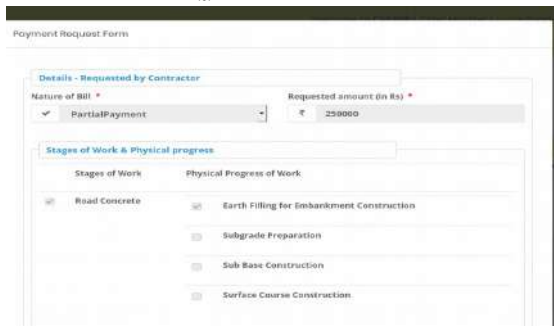 Payment Request Form
Details - Requested by Contractor
Nature of Bill * Requested amount (in Rs) *
PartialPayment ₹ 250000
Stages of Work & Physical progress
Stages of Work Physical Progress of Work
Road Concrete Earth Filling for Embankment Construction
Subgrade Preparation
Sub Base Construction
Surface Course Construction